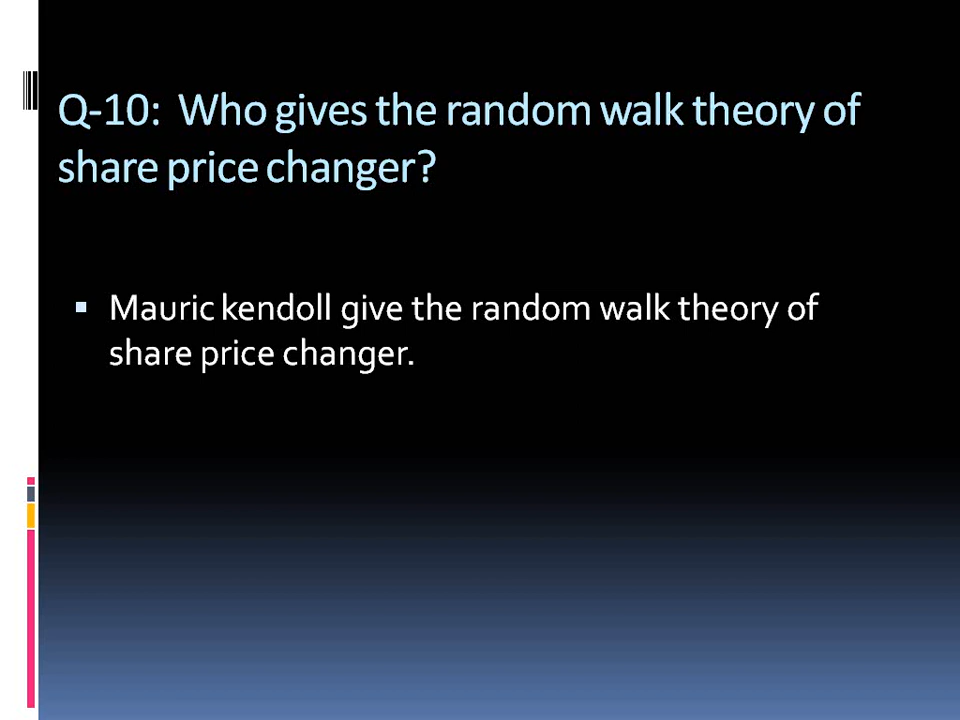 Q-10: Who gives the random walk theory of
share price changer?
▪ Mauric kendoll give the random walk theory of
share price changer.